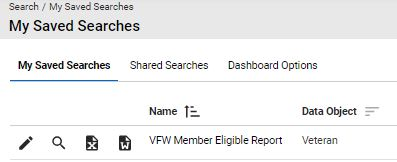 Search / My Saved Searches
My Saved Searches
My Saved Searches Shared Searches Dashboard Options
Name Data Object
VFW Member Eligible Report Veteran